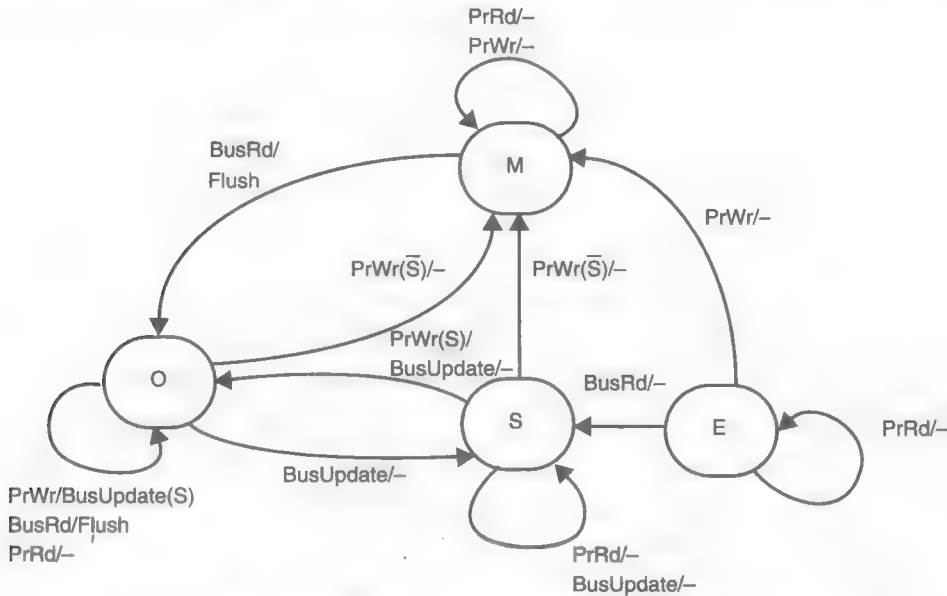 PrRd/–
PrWr/–
M
BusRd/
Flush
PrWr/–
PrWr(S̅)/–
PrWr(S̅)/–
PrWr(S)/
BusUpdate/–
O
BusRd/–
S
E
PrRd/–
BusUpdate/–
PrWr/BusUpdate(S)
BusRd/Flush
PrRd/–
PrRd/–
BusUpdate/–